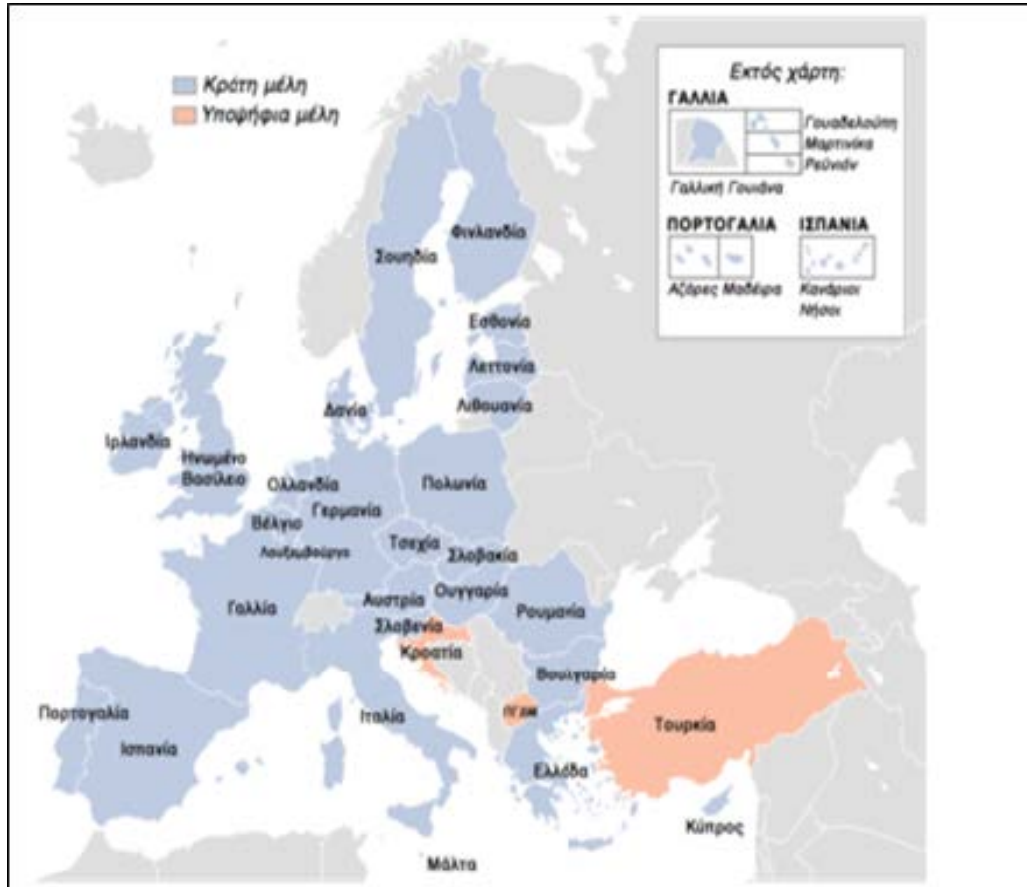 Κράτη μέλη
Υποψήφια μέλη
Εκτός χάρτη:
ΓΑΛΛΙΑ
Γουαδελούπη
Μαρτινίκα
Ρεϋνιόν
Γαλλική Γουιάνα
ΠΟΡΤΟΓΑΛΙΑ ΙΣΠΑΝΙΑ
Αζόρες Μαδέιρα Κανάριοι
Νήσοι
Φινλανδία
Σουηδία
Εσθονία
Λεττονία
Λιθουανία
Δανία
Ιρλανδία
Ηνωμένο
Βασίλειο
Ολλανδία
Πολωνία
Γερμανία
Βέλγιο
Τσεχία
Λουξεμβούργο
Σλοβακία
Ουγγαρία
Αυστρία
Γαλλία
Ρουμανία
Σλοβενία
Κροατία
Βουλγαρία
Πορτογαλία
Ιταλία
ΠΓΔΜ
Τουρκία
Ισπανία
Ελλάδα
Κύπρος
Μάλτα